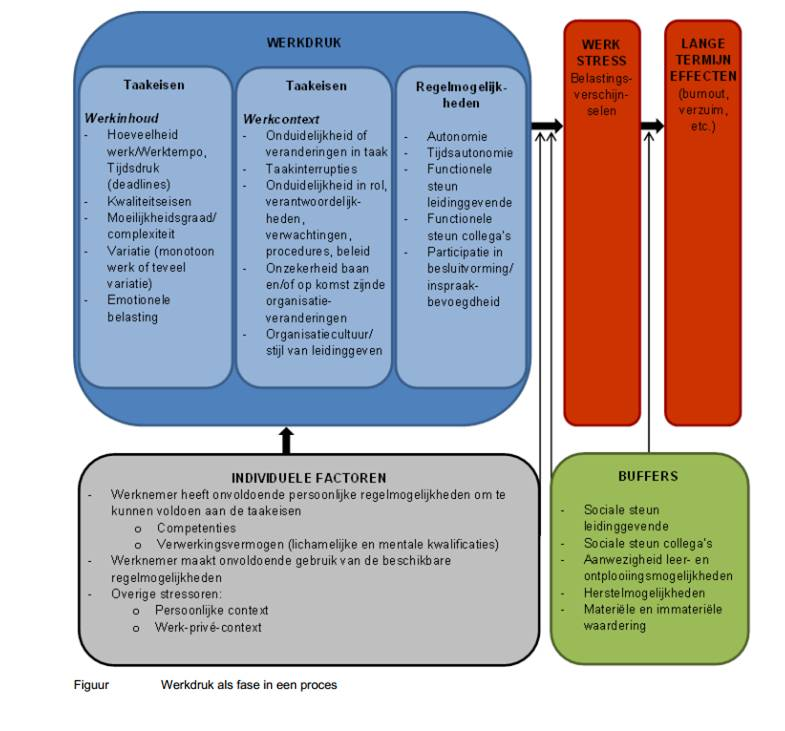 WERKDRUK
Taakeisen
Werkinhoud
- Hoeveelheid
werk/Werktempo,
Tijdsdruk
(deadlines)
- Kwaliteitseisen
- Moeilijkheidsgraad/
complexiteit
- Variatie (monotoon
werk of teveel
variatie)
- Emotionele
belasting
Taakeisen
Werkcontext
- Onduidelijkheid of
veranderingen in taak
- Taakinterrupties
- Onduidelijkheid in rol,
verantwoordelijk-
heden,
verwachtingen,
procedures, beleid
- Onzekerheid baan
en/of op komst zijnde
organisatie-
veranderingen
- Organisatiecultuur/
stijl van leidinggeven
Regelmogelijk-
heden
- Autonomie
- Tijdsautonomie
- Functionele
steun
leidinggevende
- Functionele
steun collega's
- Participatie in
besluitvorming/
inspraak-
bevoegdheid
WERK
STRESS
Belastings-
verschijn-
selen
LANGE
TERMIJN
EFFECTEN
(burnout,
verzuim,
etc.)
INDIVIDUELE FACTOREN
- Werknemer heeft onvoldoende persoonlijke regelmogelijkheden om te
kunnen voldoen aan de taakeisen
o Competenties
o Verwerkingsvermogen (lichamelijke en mentale kwalificaties)
- Werknemer maakt onvoldoende gebruik van de beschikbare
regelmogelijkheden
- Overige stressoren:
o Persoonlijke context
o Werk-privé-context
BUFFERS
- Sociale steun
leidinggevende
- Sociale steun collega's
- Aanwezigheid leer- en
ontplooiingsmogelijkheden
- Herstelmogelijkheden
- Materiële en immateriële
waardering
Figuur Werkdruk als fase in een proces